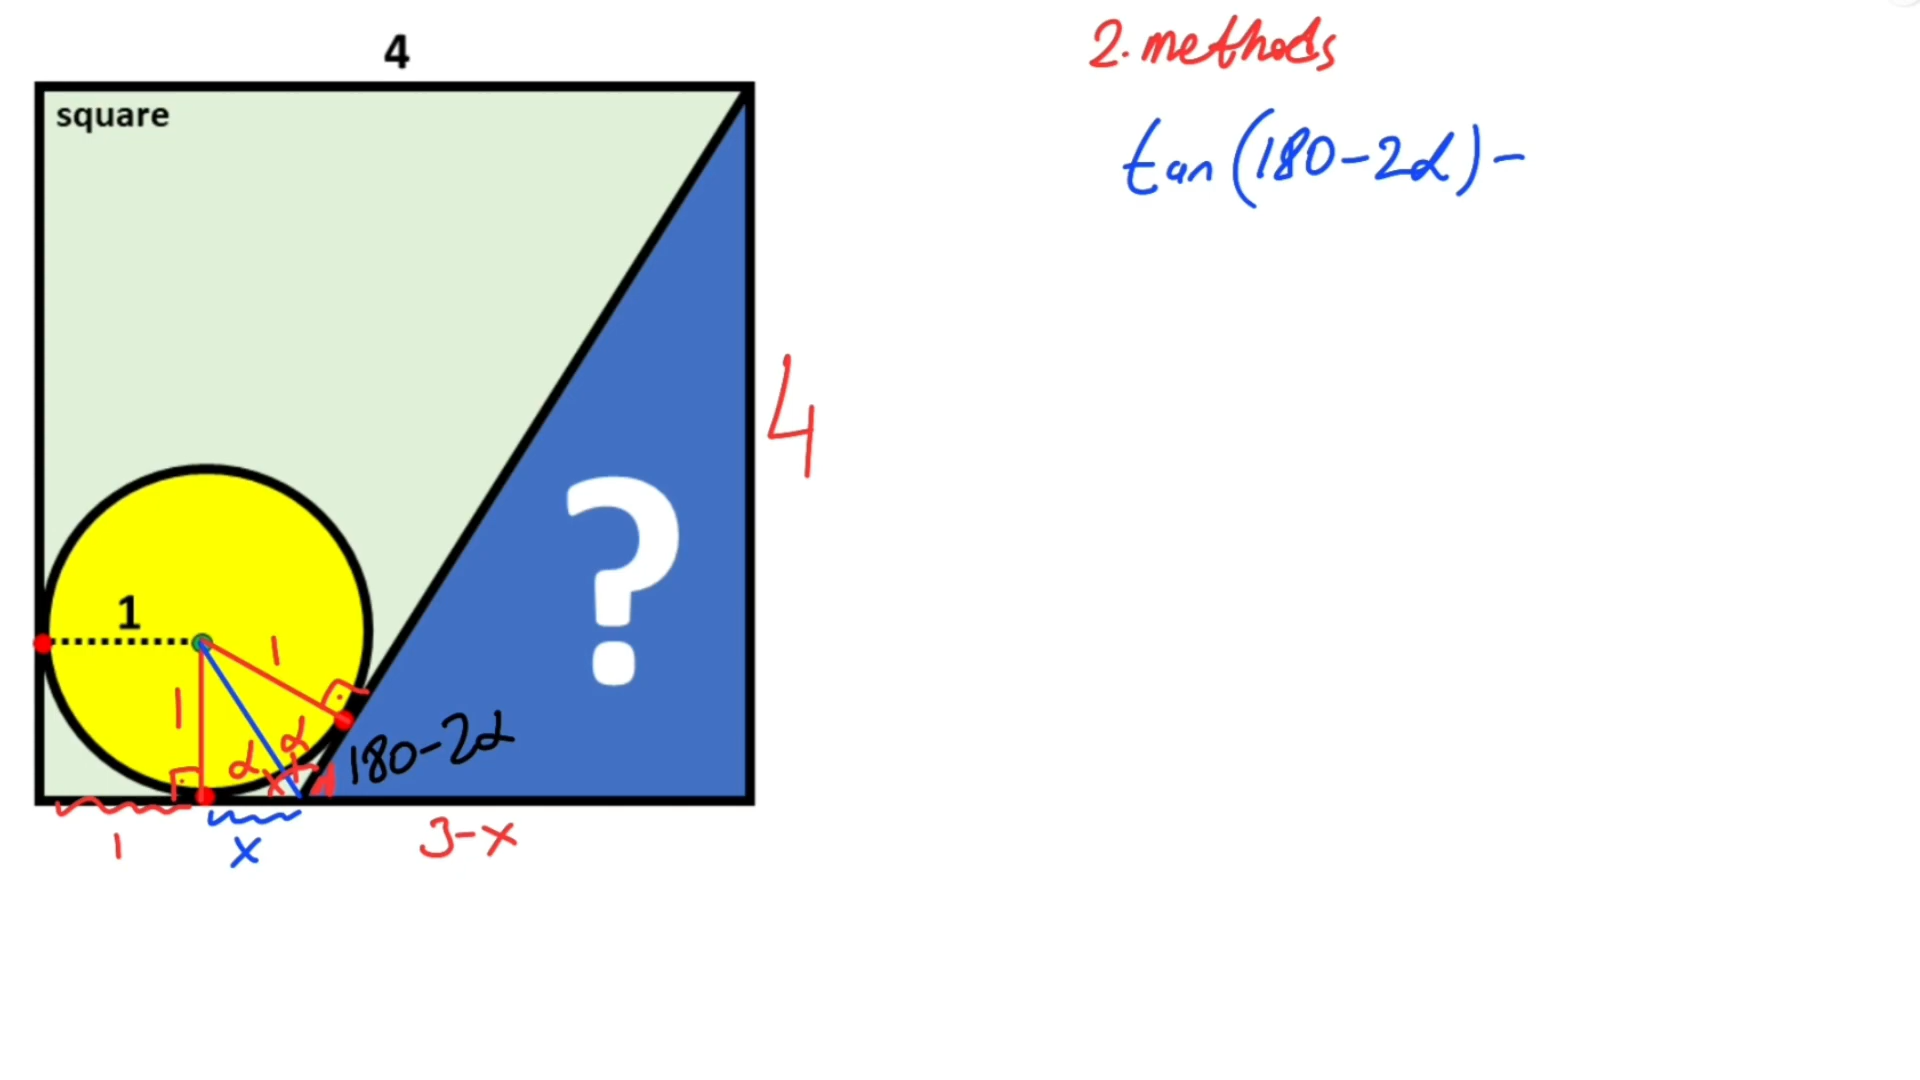 4
2. methods
square
tan(180-2α)-
4
?
1
1
1
α
α
180-2α
1
x
3-x